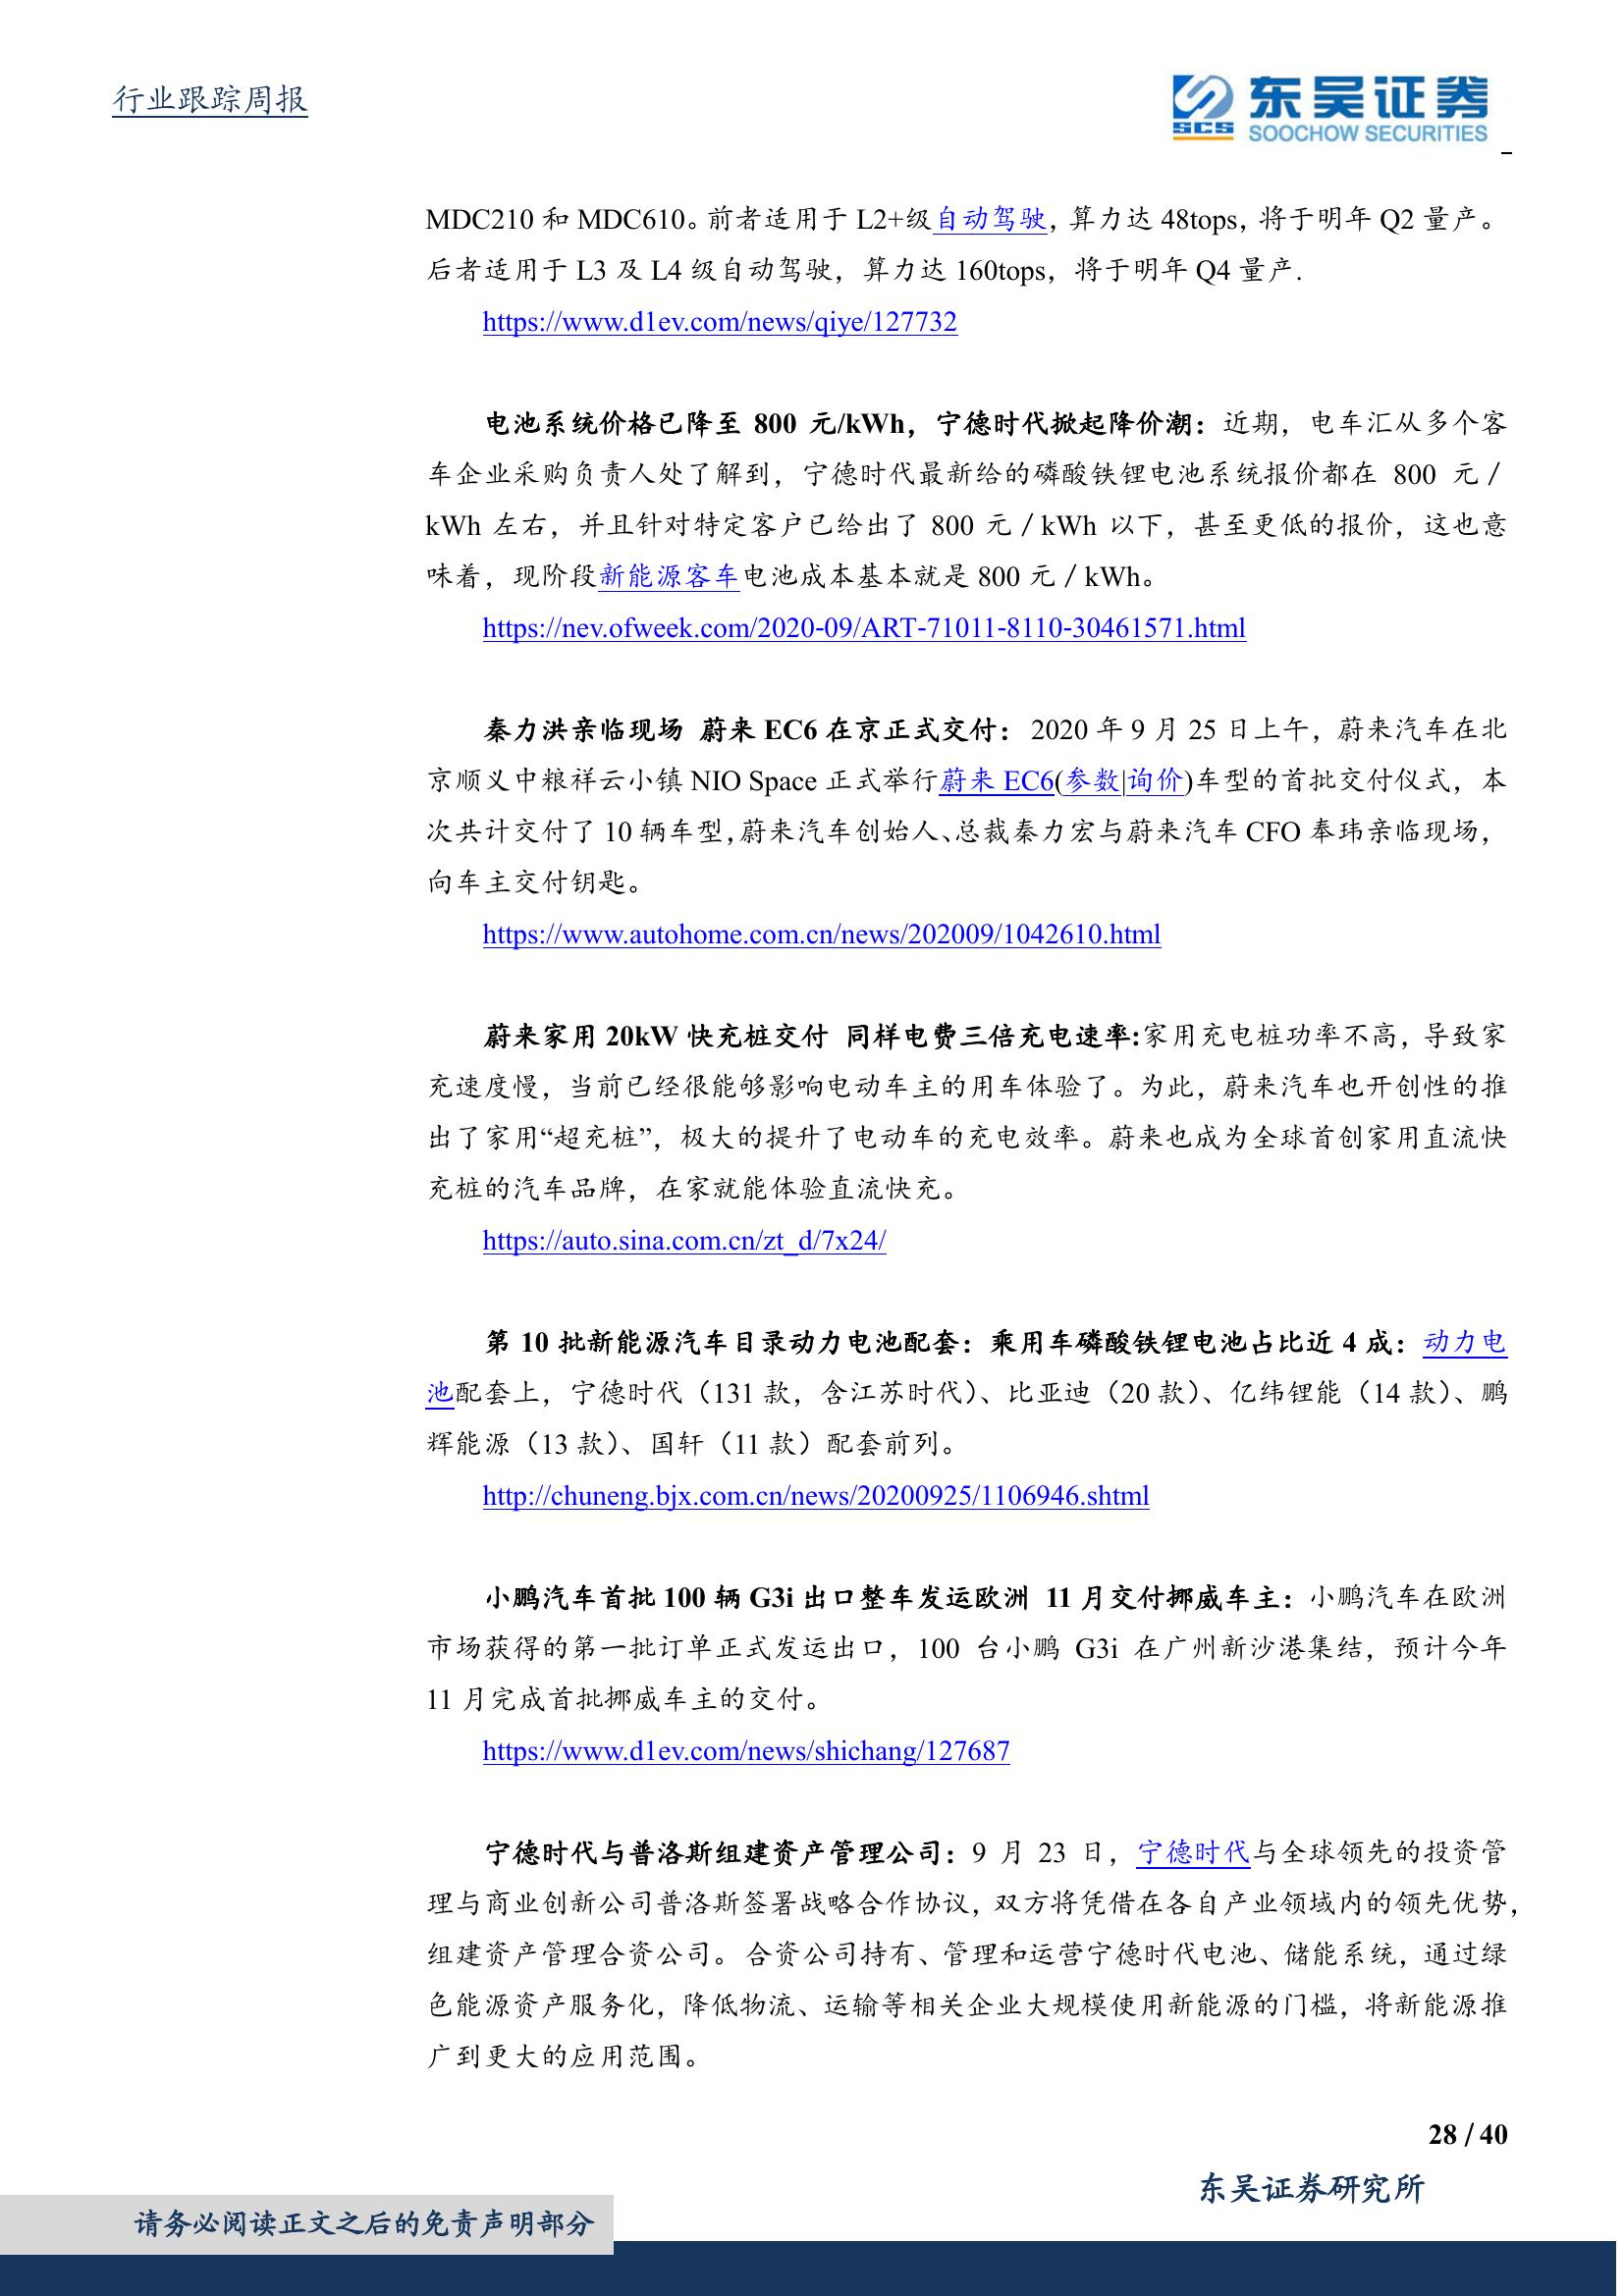 行业跟踪周报
SCS
东吴证券
SOOCHOW SECURITIES
MDC210 和 MDC610。前者适用于 L2+级自动驾驶，算力达 48tops，将于明年 Q2 量产。
后者适用于 L3 及 L4 级自动驾驶，算力达 160tops，将于明年 Q4 量产.
https://www.d1ev.com/news/qiye/127732
电池系统价格已降至 800 元/kWh，宁德时代掀起降价潮：近期，电车汇从多个客
车企业采购负责人处了解到，宁德时代最新给的磷酸铁锂电池系统报价都在 800 元／
kWh 左右，并且针对特定客户已给出了 800 元／kWh 以下，甚至更低的报价，这也意
味着，现阶段新能源客车电池成本基本就是 800 元／kWh。
https://nev.ofweek.com/2020-09/ART-71011-8110-30461571.html
秦力洪亲临现场 蔚来 EC6 在京正式交付： 2020 年 9 月 25 日上午，蔚来汽车在北
京顺义中粮祥云小镇 NIO Space 正式举行蔚来 EC6(参数|询价)车型的首批交付仪式，本
次共计交付了 10 辆车型，蔚来汽车创始人、总裁秦力宏与蔚来汽车 CFO 奉玮亲临现场，
向车主交付钥匙。
https://www.autohome.com.cn/news/202009/1042610.html
蔚来家用 20kW 快充桩交付 同样电费三倍充电速率:家用充电桩功率不高，导致家
充速度慢，当前已经很能够影响电动车主的用车体验了。为此，蔚来汽车也开创性的推
出了家用“超充桩”，极大的提升了电动车的充电效率。蔚来也成为全球首创家用直流快
充桩的汽车品牌，在家就能体验直流快充。
https://auto.sina.com.cn/zt_d/7x24/
第 10 批新能源汽车目录动力电池配套：乘用车磷酸铁锂电池占比近 4 成：动力电
池配套上，宁德时代（131 款，含江苏时代）、比亚迪（20 款）、亿纬锂能（14 款）、鹏
辉能源（13 款）、国轩（11 款）配套前列。
http://chuneng.bjx.com.cn/news/20200925/1106946.shtml
小鹏汽车首批 100 辆 G3i 出口整车发运欧洲 11 月交付挪威车主：小鹏汽车在欧洲
市场获得的第一批订单正式发运出口，100 台小鹏 G3i 在广州新沙港集结，预计今年
11 月完成首批挪威车主的交付。
https://www.d1ev.com/news/shichang/127687
宁德时代与普洛斯组建资产管理公司：9 月 23 日，宁德时代与全球领先的投资管
理与商业创新公司普洛斯签署战略合作协议，双方将凭借在各自产业领域内的领先优势，
组建资产管理合资公司。合资公司持有、管理和运营宁德时代电池、储能系统，通过绿
色能源资产服务化，降低物流、运输等相关企业大规模使用新能源的门槛，将新能源推
广到更大的应用范围。
28 / 40
东吴证券研究所
请务必阅读正文之后的免责声明部分